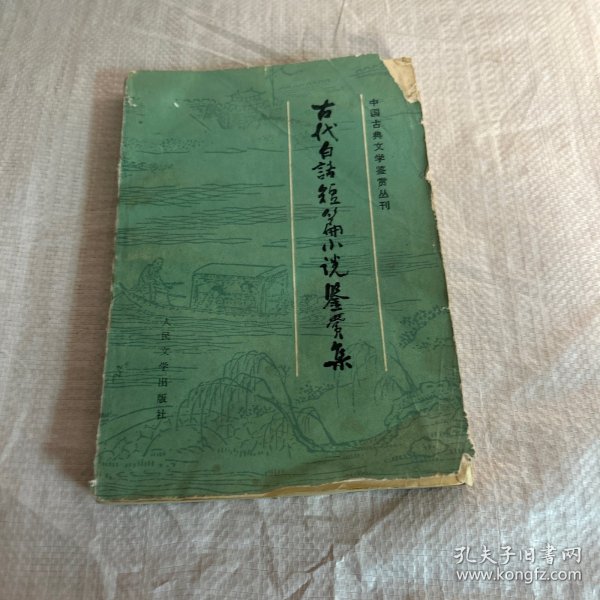 中国古典文学鉴赏丛刊
古代白話短篇小说鉴赏集
人民文学出版社
孔夫子旧书网
www.kongfz.com